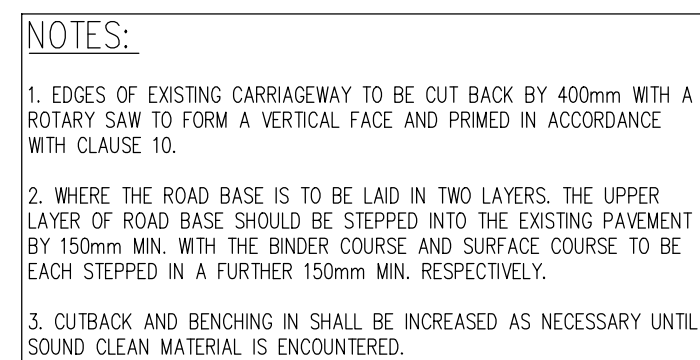 NOTES:
1. EDGES OF EXISTING CARRIAGEWAY TO BE CUT BACK BY 400mm WITH A
ROTARY SAW TO FORM A VERTICAL FACE AND PRIMED IN ACCORDANCE
WITH CLAUSE 10.
2. WHERE THE ROAD BASE IS TO BE LAID IN TWO LAYERS. THE UPPER
LAYER OF ROAD BASE SHOULD BE STEPPED INTO THE EXISTING PAVEMENT
BY 150mm MIN. WITH THE BINDER COURSE AND SURFACE COURSE TO BE
EACH STEPPED IN A FURTHER 150mm MIN. RESPECTIVELY.
3. CUTBACK AND BENCHING IN SHALL BE INCREASED AS NECESSARY UNTIL
SOUND CLEAN MATERIAL IS ENCOUNTERED.